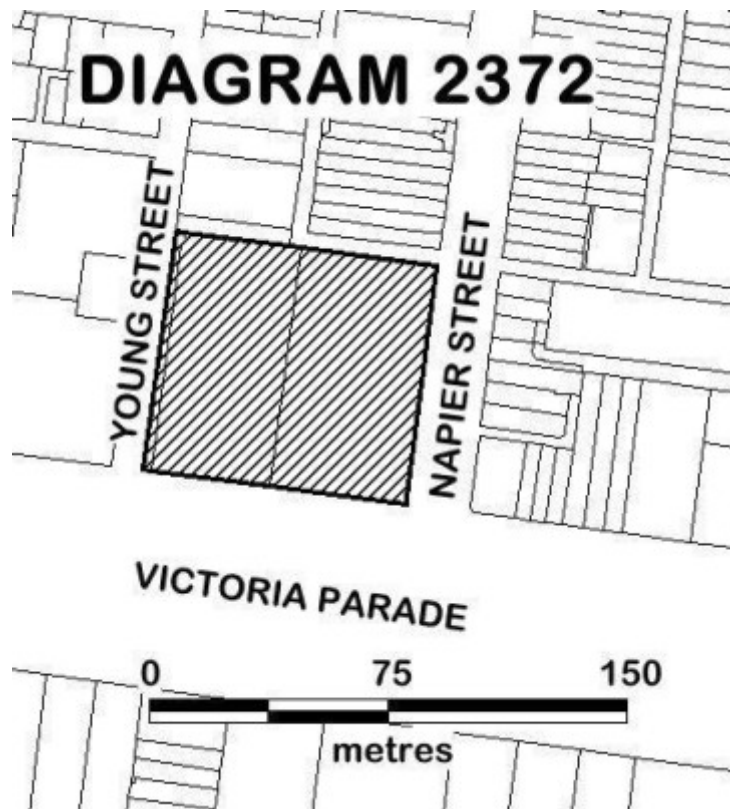 DIAGRAM 2372
YOUNG STREET
NAPIER STREET
VICTORIA PARADE
0 75 150
metres